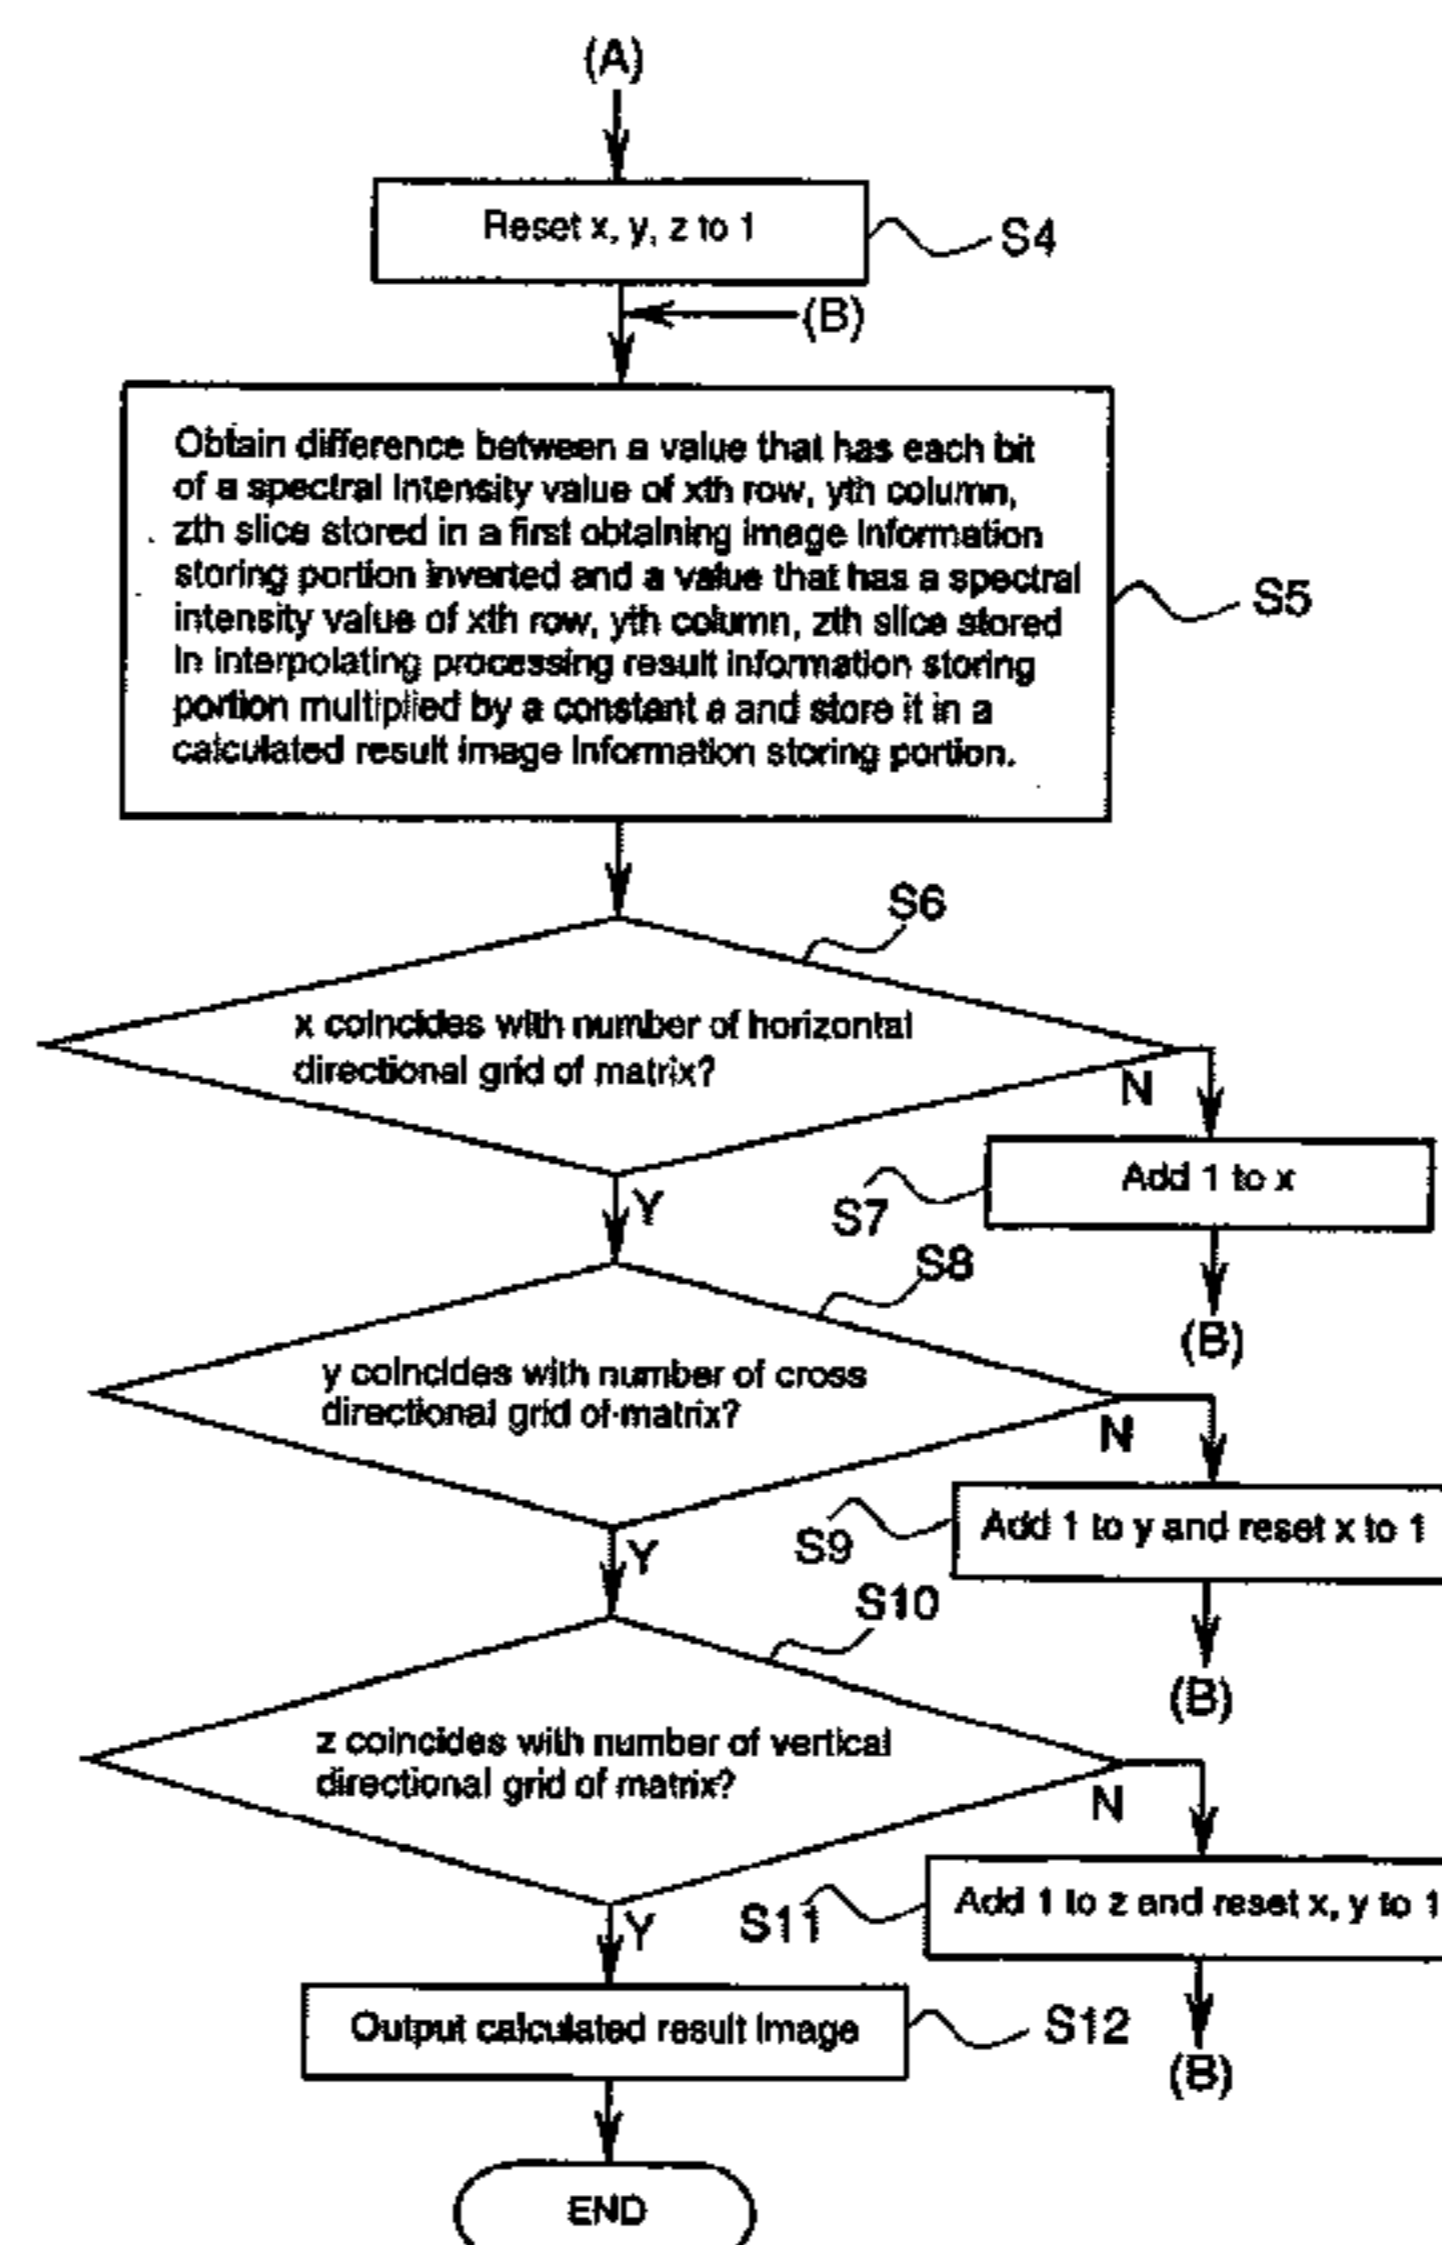 (A)
Reset x, y, z to 1
S4
(B)
Obtain difference between a value that has each bit
of a spectral intensity value of xth row, yth column,
zth slice stored in a first obtaining image information
storing portion inverted and a value that has a spectral
intensity value of xth row, yth column, zth slice stored
in interpolating processing result information storing
portion multiplied by a constant a and store it in a
calculated result image information storing portion.
S5
S6
x coincides with number of horizontal
directional grid of matrix?
N
Add 1 to x
S7
Y
(B)
S8
y coincides with number of cross
directional grid of matrix?
N
Add 1 to y and reset x to 1
S9
Y
(B)
S10
z coincides with number of vertical
directional grid of matrix?
N
Add 1 to z and reset x, y to 1
S11
Y
(B)
Output calculated result image
S12
END